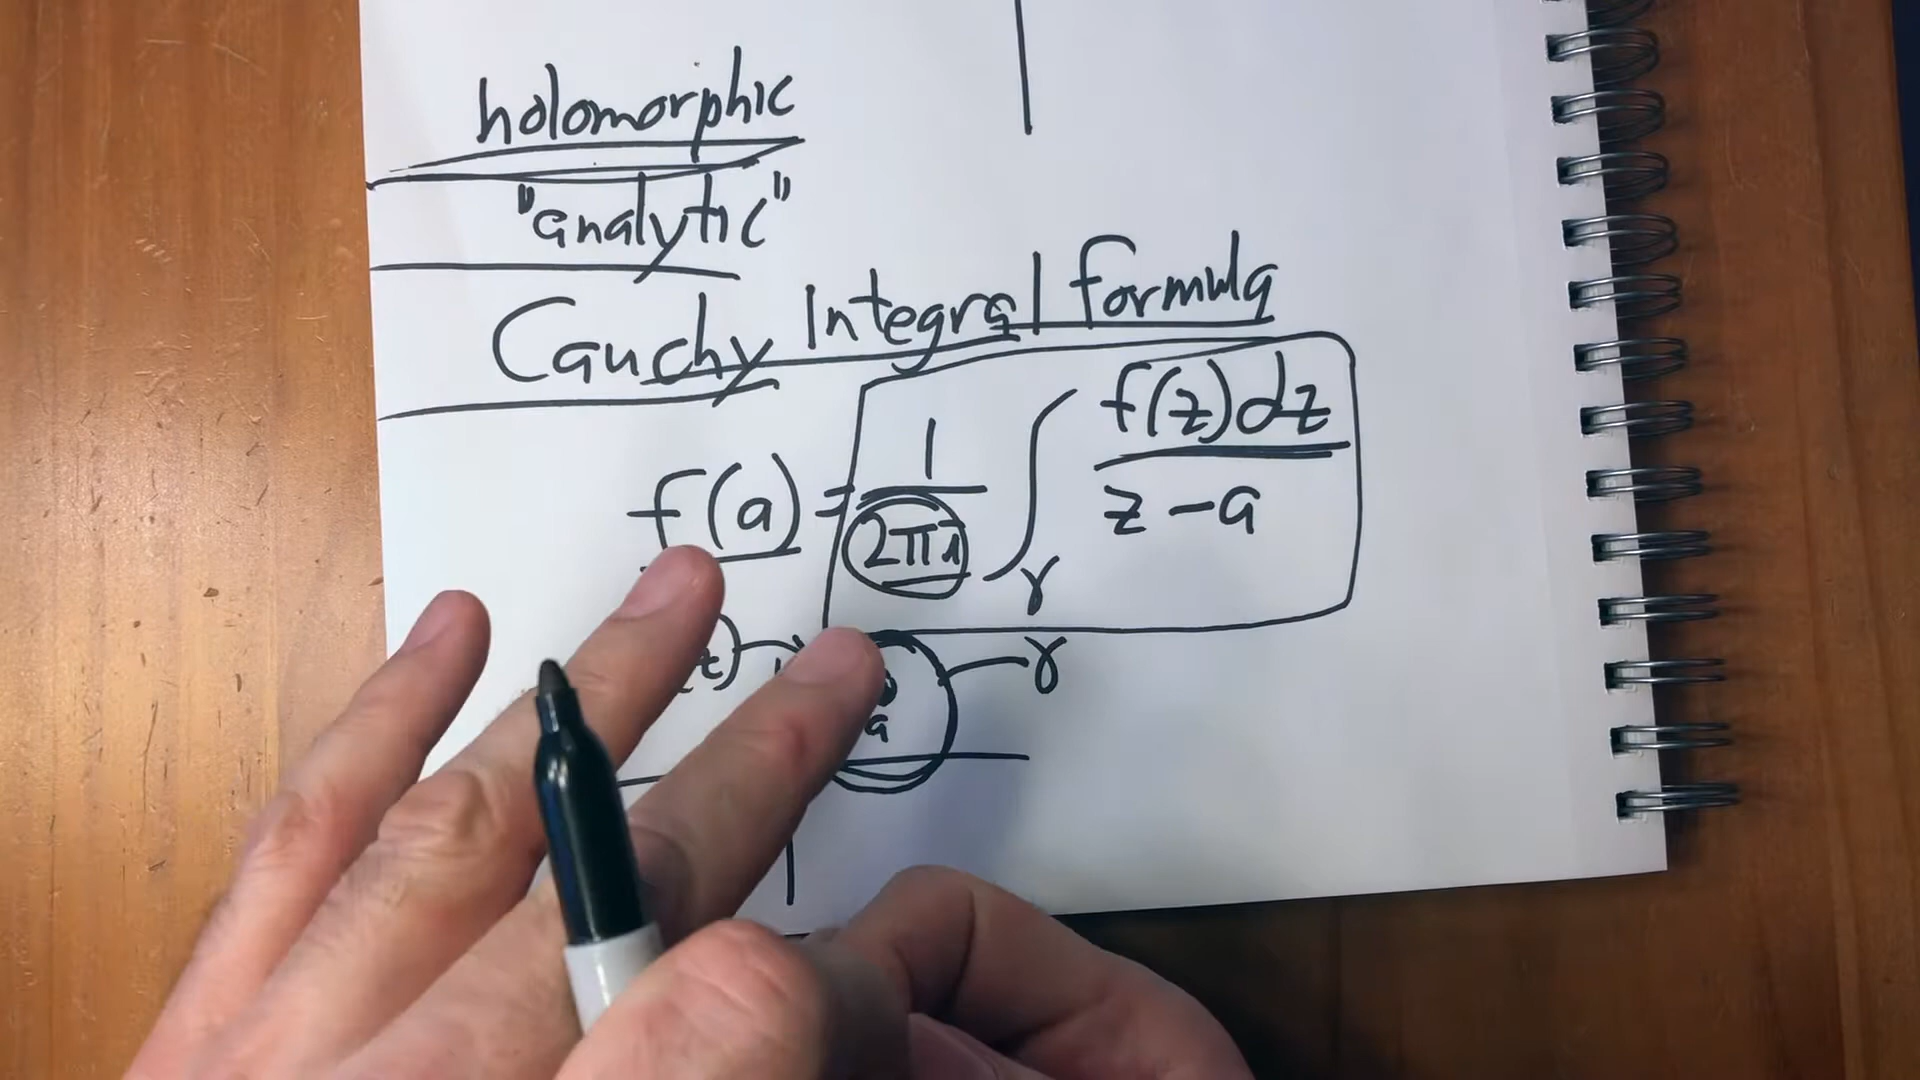 holomorphic
"analytic"
Cauchy Integral formula
f(a) = 1/2πi ∫γ f(z)dz / z-a
γ
a